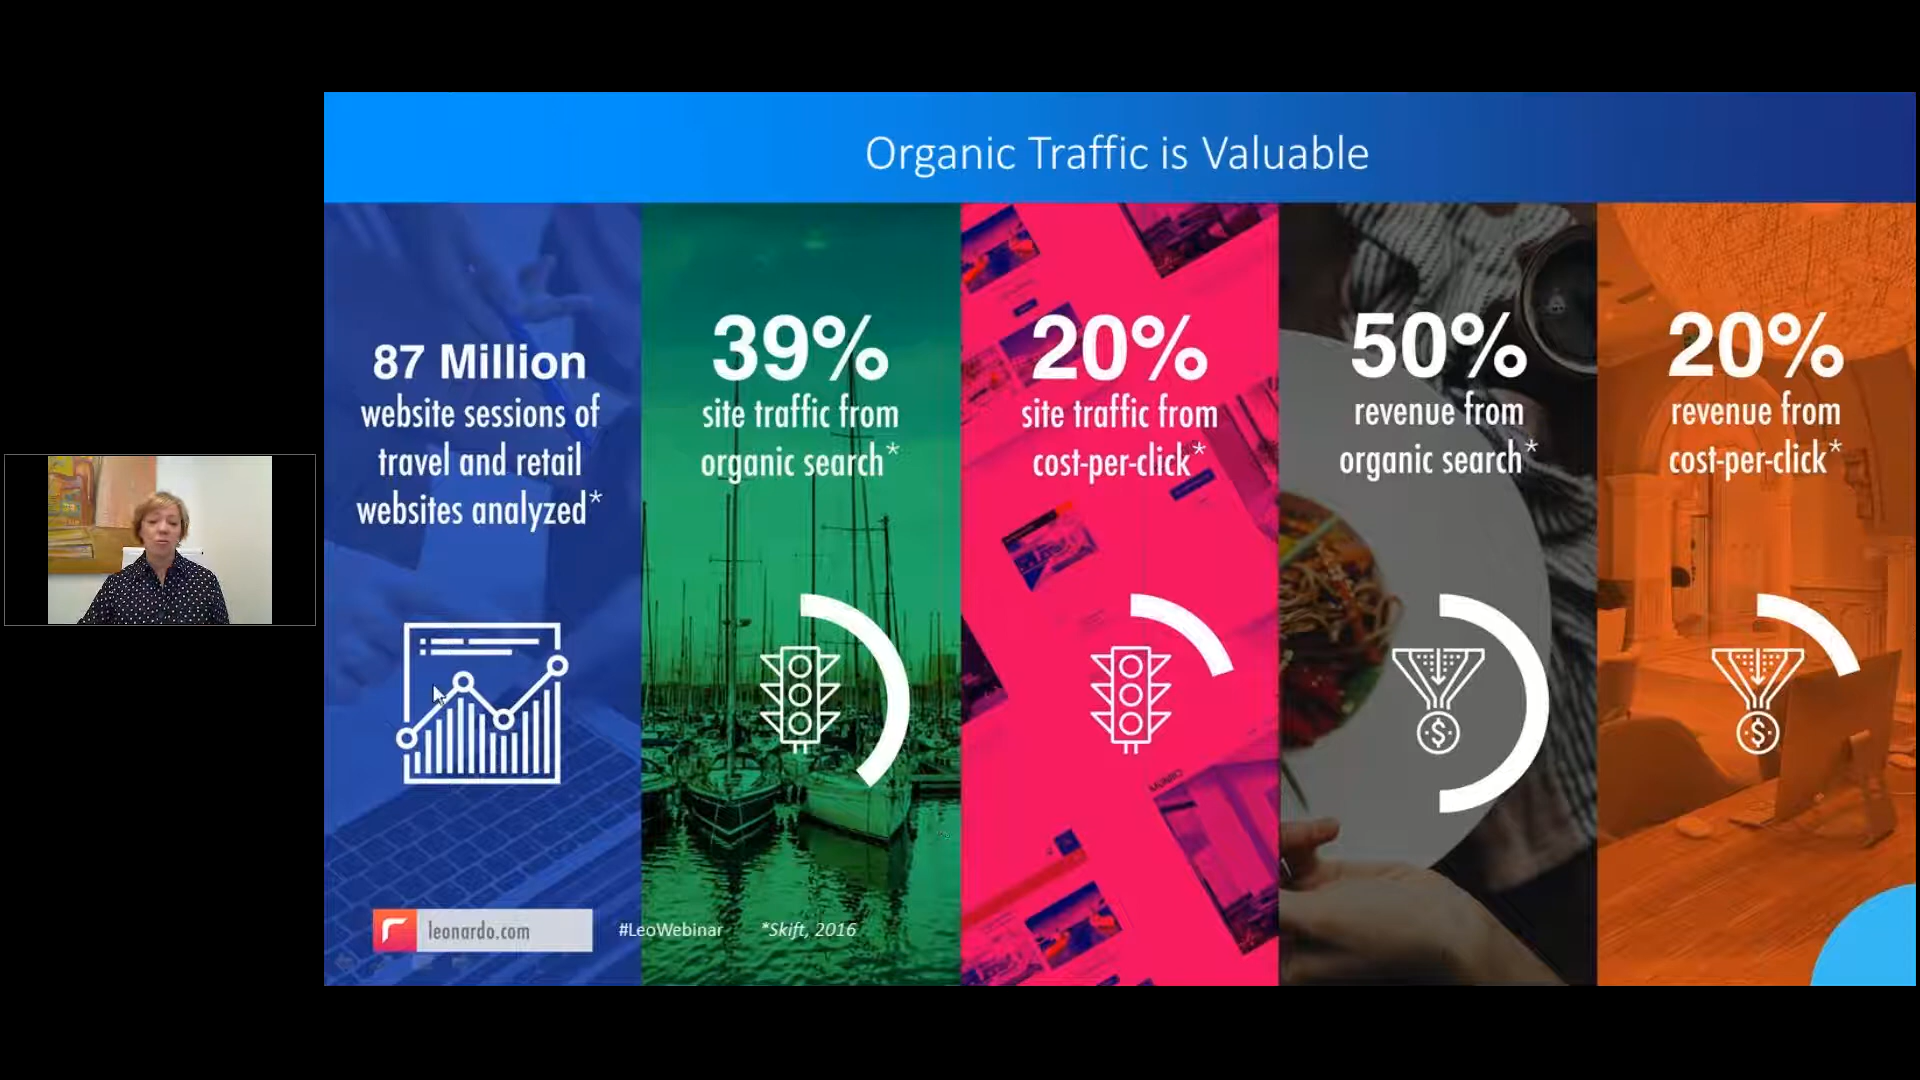 Organic Traffic is Valuable
87 Million
website sessions of
travel and retail
websites analyzed*
39%
site traffic from
organic search*
20%
site traffic from
cost-per-click*
50%
revenue from
organic search*
20%
revenue from
cost-per-click*
leonardo.com
#LeoWebinar
*Skift, 2016